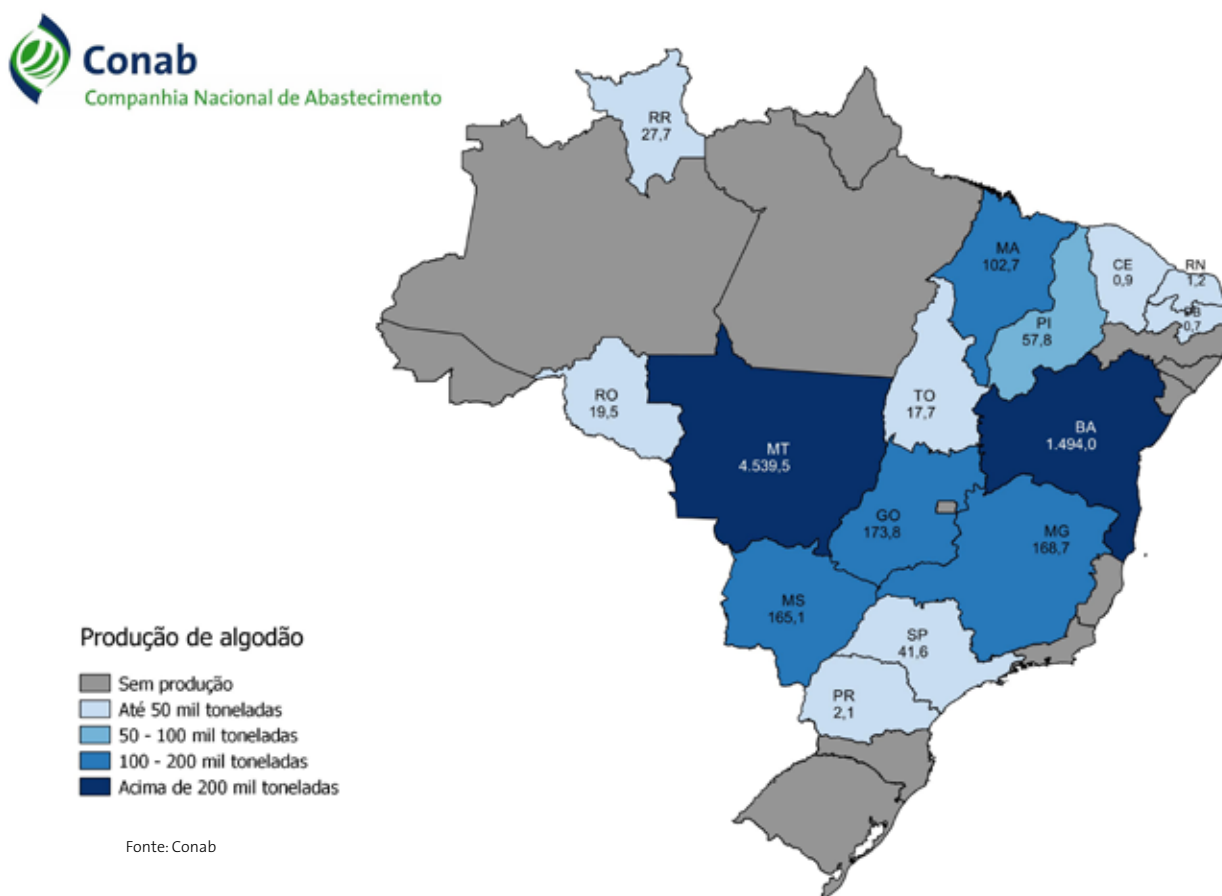 Conab
Companhia Nacional de Abastecimento
RR
27,7
MA
102,7
CE
0,9
RN
1,2
PB
0,7
PI
57,8
RO
19,5
TO
17,7
MT
4.539,5
BA
1.494,0
GO
173,8
MG
168,7
MS
165,1
SP
41,6
PR
2,1
Produção de algodão
Sem produção
Até 50 mil toneladas
50 - 100 mil toneladas
100 - 200 mil toneladas
Acima de 200 mil toneladas
Fonte: Conab